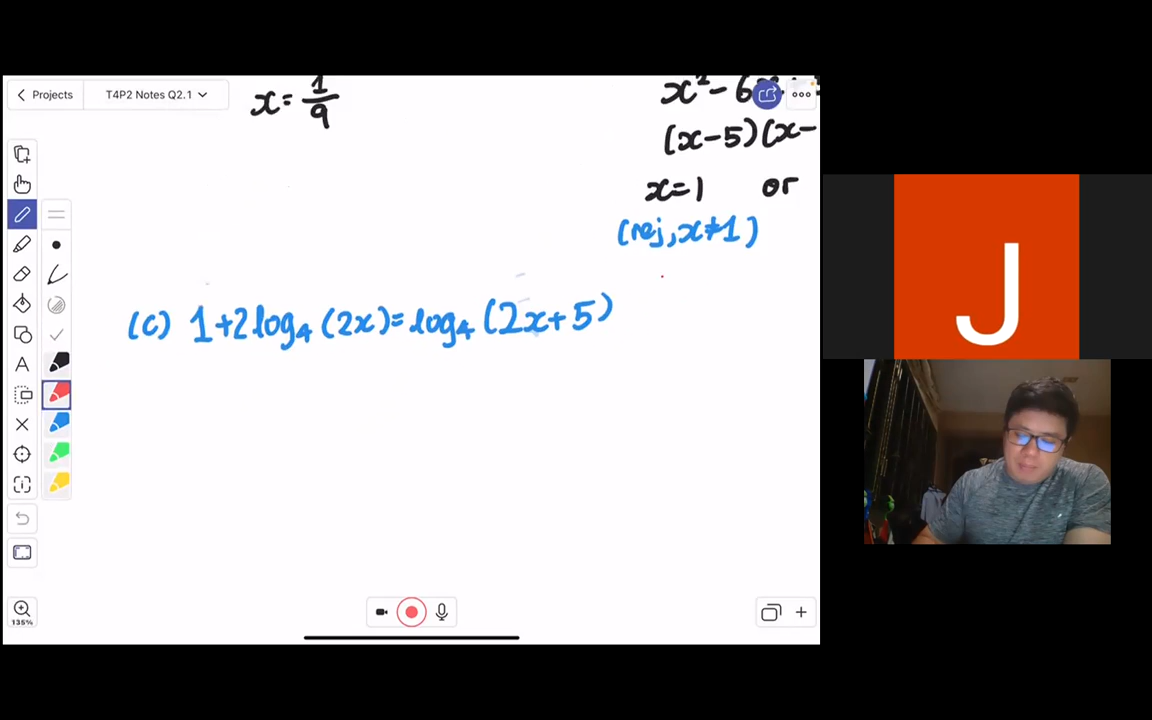 Projects
T4P2 Notes Q2.1
x = 1/9
(x-5)(x-
x=1 or
(rej, x≠1)
(c) 1+2log₄(2x)=log₄(2x+5)
J
A
135%